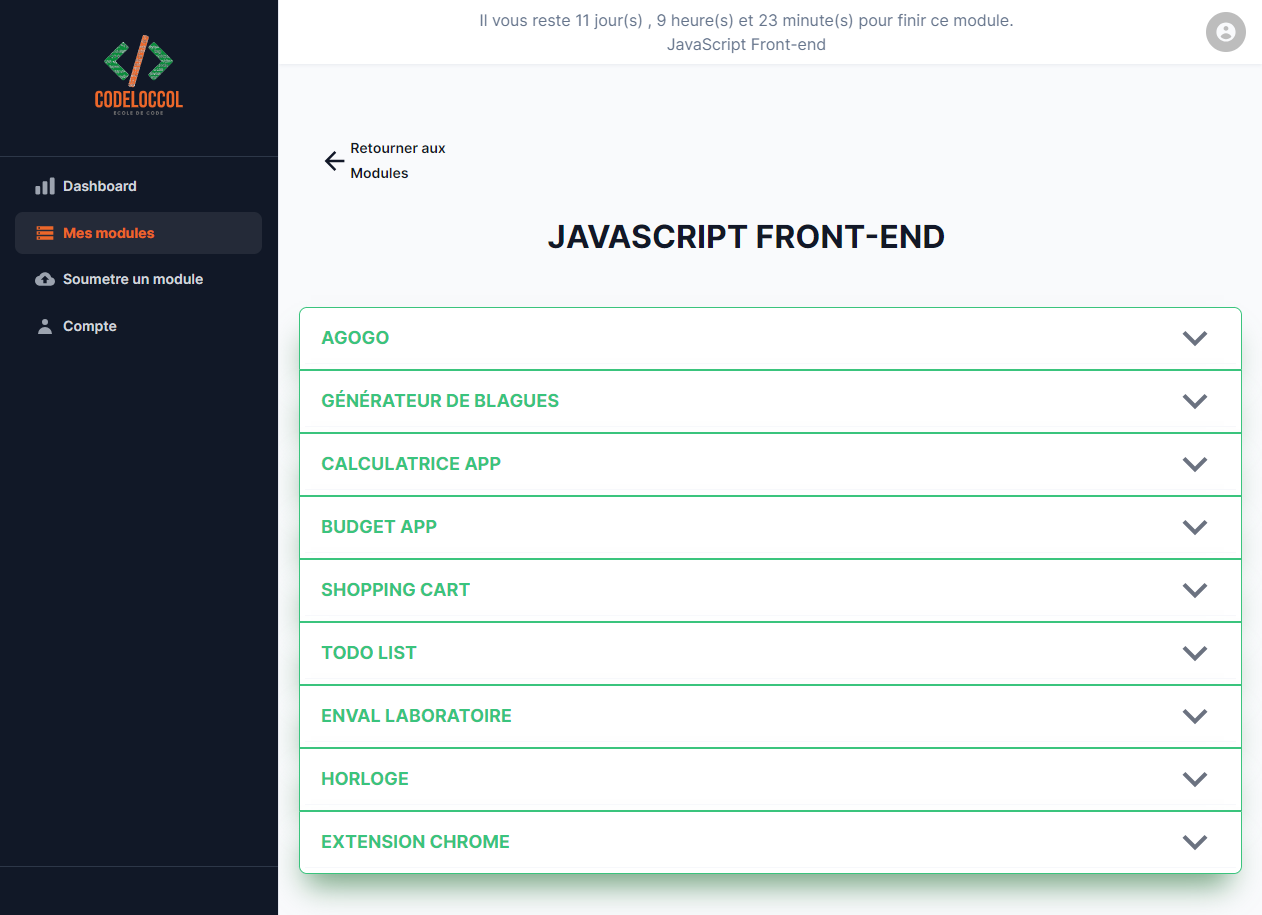 CODELOCCOL
ECOLE DE CODE
Dashboard
Mes modules
Soumetre un module
Compte
Il vous reste 11 jour(s) , 9 heure(s) et 23 minute(s) pour finir ce module.
JavaScript Front-end
Retourner aux
Modules
JAVASCRIPT FRONT-END
AGOGO
GÉNÉRATEUR DE BLAGUES
CALCULATRICE APP
BUDGET APP
SHOPPING CART
TODO LIST
ENVAL LABORATOIRE
HORLOGE
EXTENSION CHROME